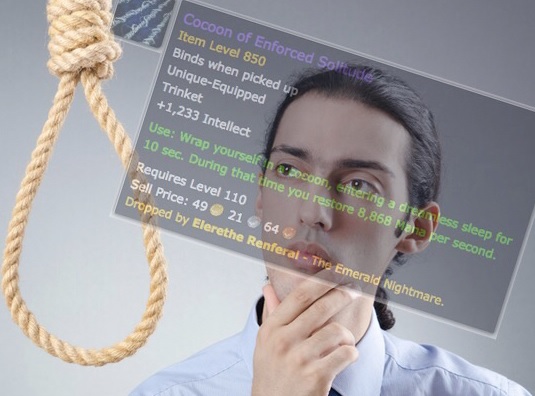 Cocoon of Enforced Solitude
Item Level 850
Binds when picked up
Unique-Equipped
Trinket
+1,233 Intellect
Use: Wrap yourself in a cocoon, entering a dreamless sleep for
10 sec. During that time you restore 8,868 Mana per second.
Requires Level 110
Sell Price: 49 21 64
Dropped by Elerethe Renferal - The Emerald Nightmare.